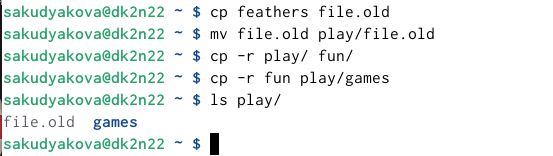 sakudyakova@dk2n22 ~ $ cp feathers file.old
sakudyakova@dk2n22 ~ $ mv file.old play/file.old
sakudyakova@dk2n22 ~ $ cp -r play/ fun/
sakudyakova@dk2n22 ~ $ cp -r fun play/games
sakudyakova@dk2n22 ~ $ ls play/
file.old  games
sakudyakova@dk2n22 ~ $